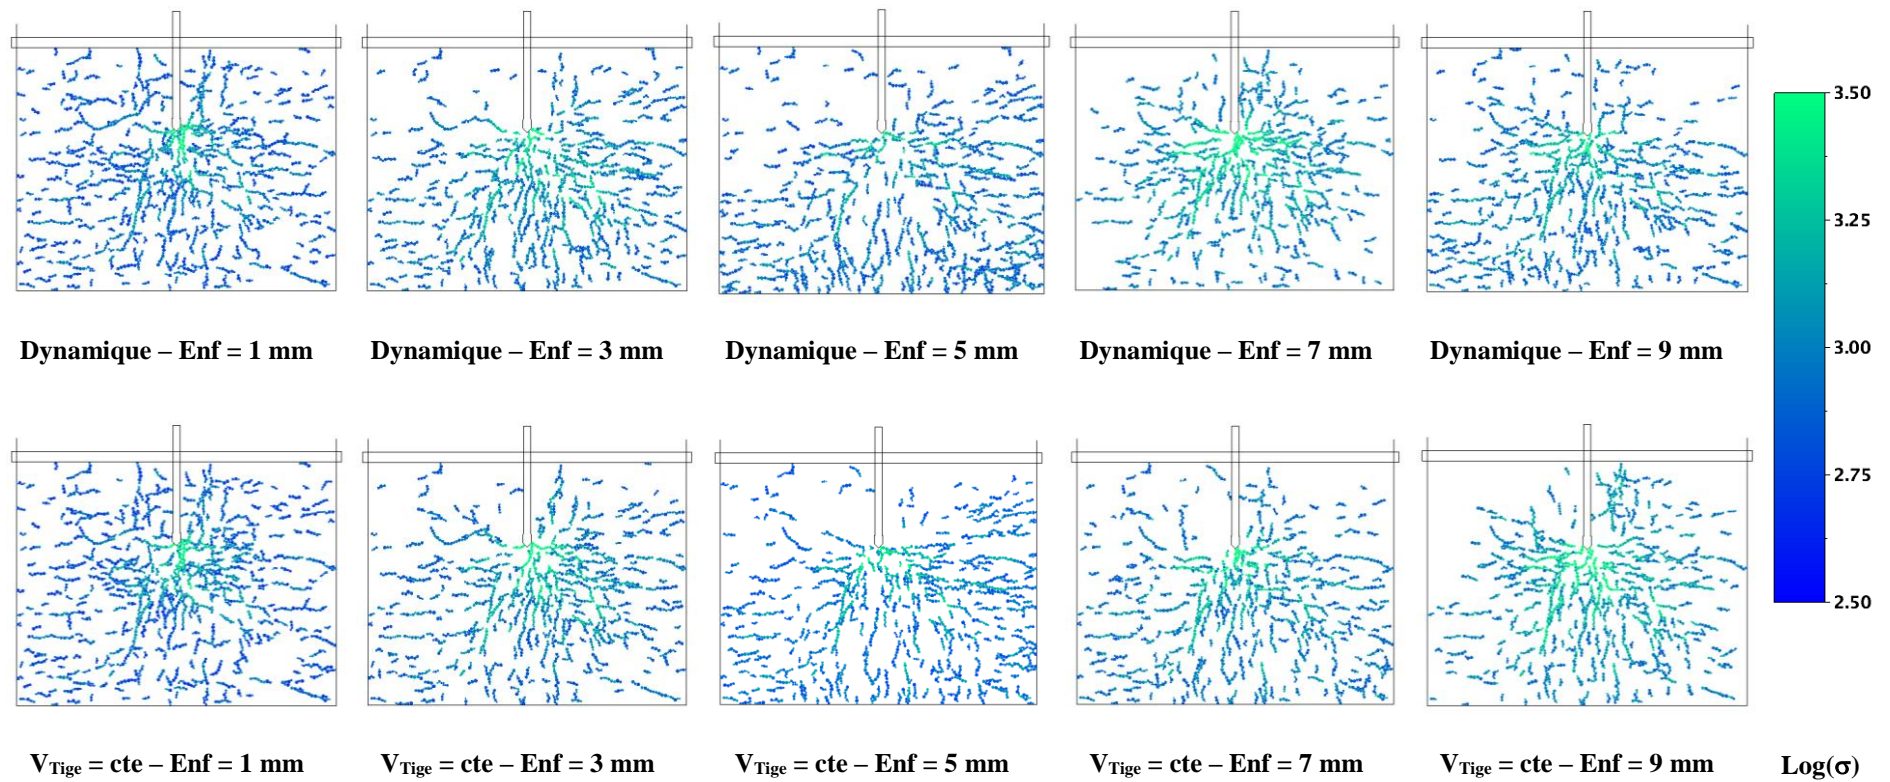 3.50
3.25
3.00
2.75
2.50
Dynamique – Enf = 1 mm
Dynamique – Enf = 3 mm
Dynamique – Enf = 5 mm
Dynamique – Enf = 7 mm
Dynamique – Enf = 9 mm
VTige = cte – Enf = 1 mm
VTige = cte – Enf = 3 mm
VTige = cte – Enf = 5 mm
VTige = cte – Enf = 7 mm
VTige = cte – Enf = 9 mm
Log(σ)